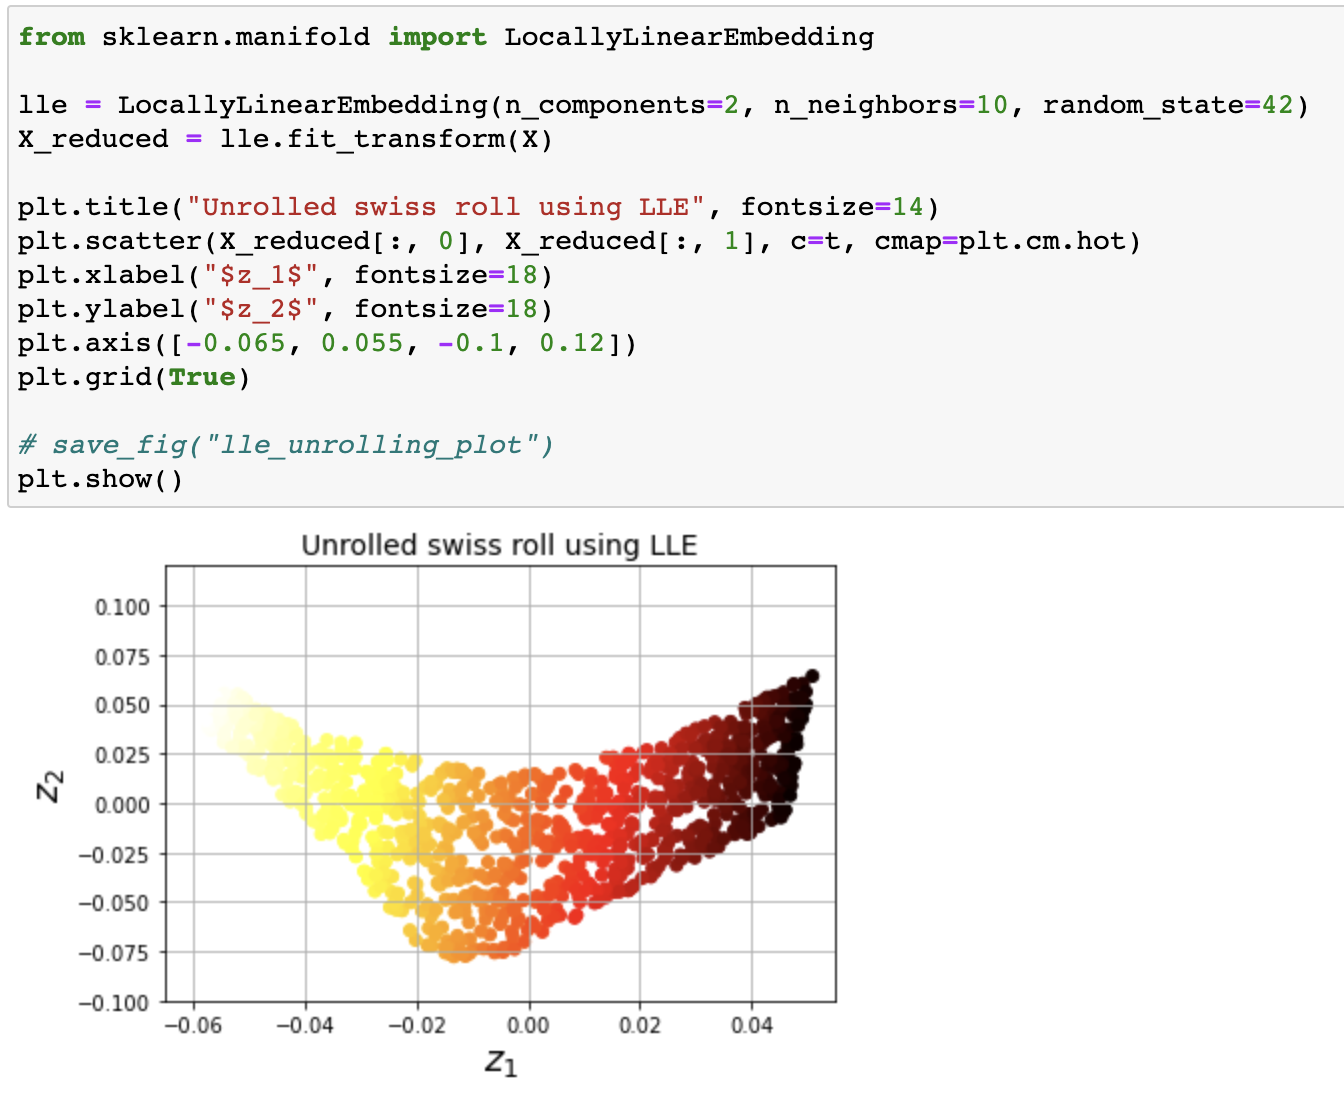 from sklearn.manifold import LocallyLinearEmbedding
lle = LocallyLinearEmbedding(n_components=2, n_neighbors=10, random_state=42)
X_reduced = lle.fit_transform(X)
plt.title("Unrolled swiss roll using LLE", fontsize=14)
plt.scatter(X_reduced[:, 0], X_reduced[:, 1], c=t, cmap=plt.cm.hot)
plt.xlabel("$z_1$", fontsize=18)
plt.ylabel("$z_2$", fontsize=18)
plt.axis([-0.065, 0.055, -0.1, 0.12])
plt.grid(True)
# save_fig("lle_unrolling_plot")
plt.show()
Unrolled swiss roll using LLE
0.100
0.075
0.050
0.025
0.000
−0.025
−0.050
−0.075
−0.100
z₂
−0.06 −0.04 −0.02 0.00 0.02 0.04
z₁